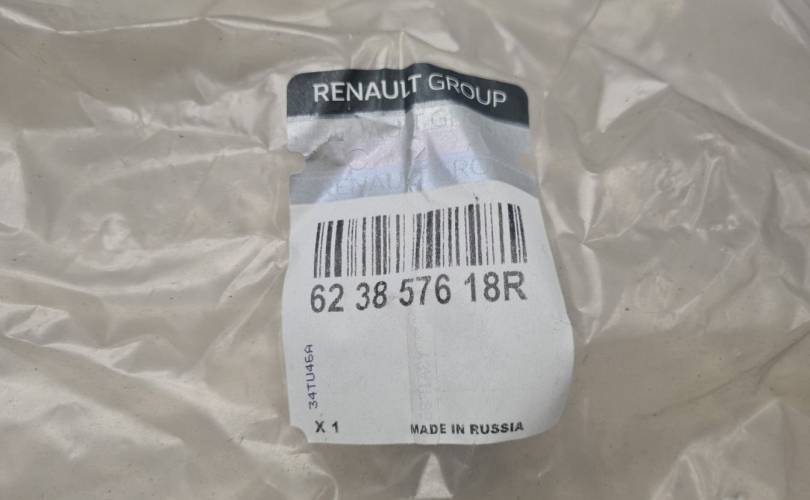 RENAULT GROUP
62 38 576 18R
34TU46A
X 1
MADE IN RUSSIA